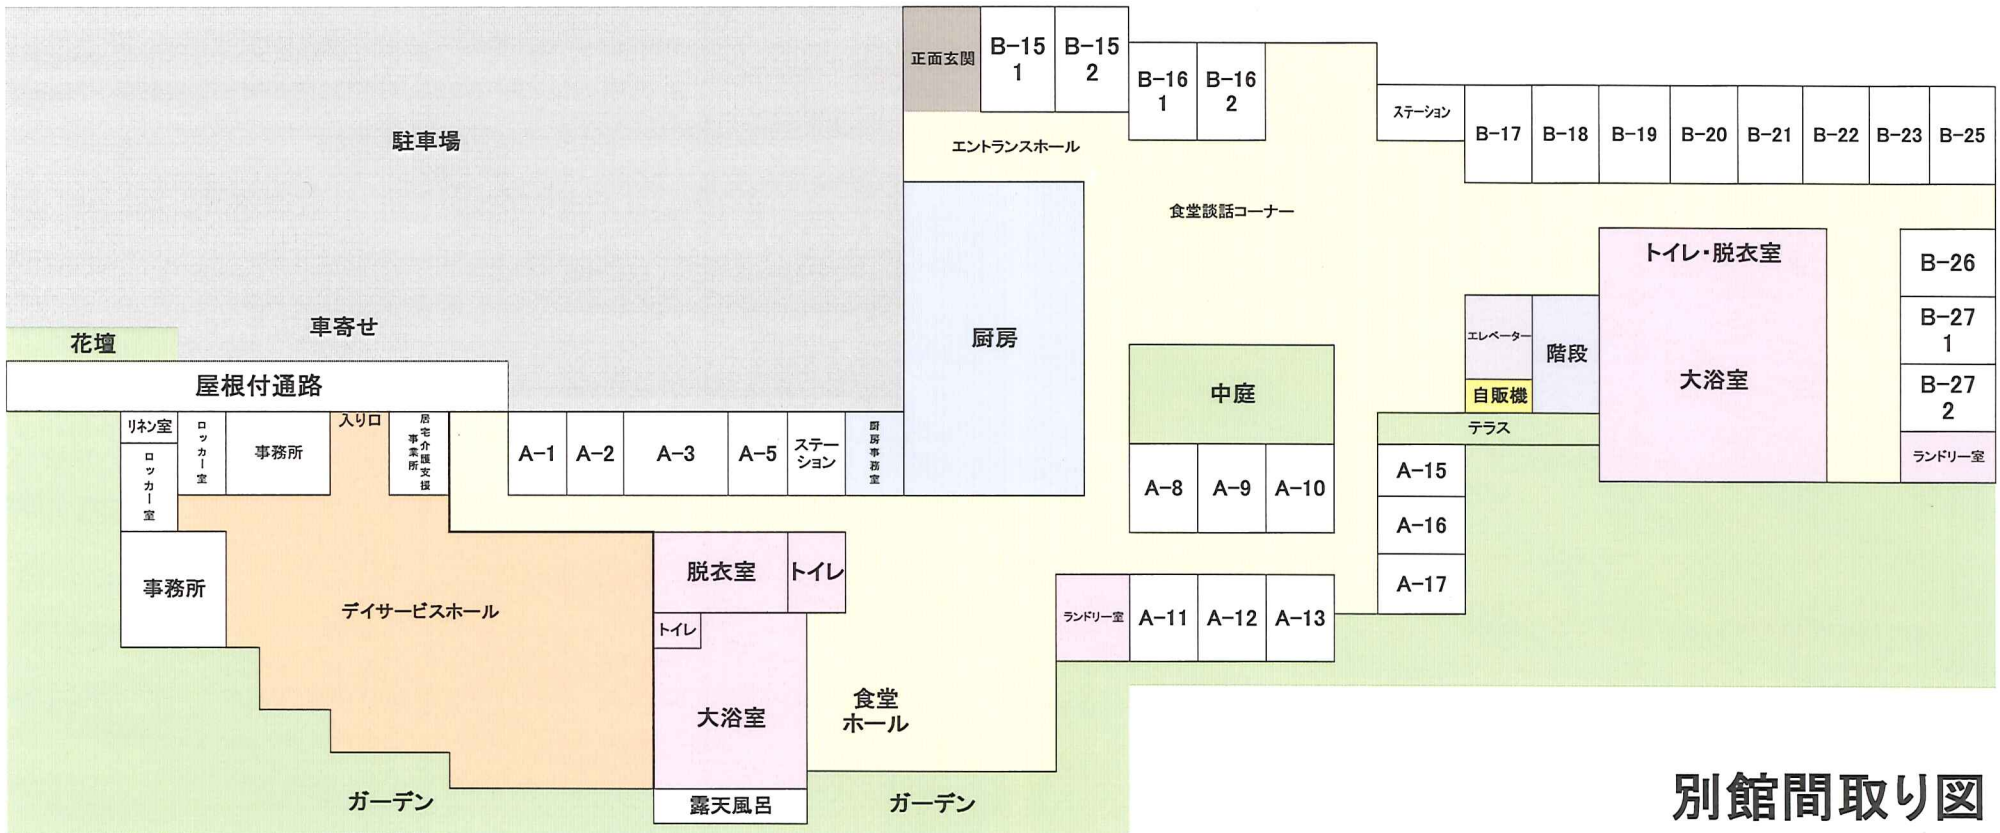 正面玄関
B-15
1
B-15
2
B-16
1
B-16
2
ステーション
B-17
B-18
B-19
B-20
B-21
B-22
B-23
B-25
駐車場
エントランスホール
食堂談話コーナー
トイレ・脱衣室
B-26
B-27
1
B-27
2
ランドリー室
車寄せ
花壇
屋根付通路
厨房
中庭
エレベーター
階段
自販機
大浴室
テラス
リネン室
ロッカー室
ロッカー室
事務所
入り口
居宅介護支援
事業所
A-1
A-2
A-3
A-5
ステー
ション
厨房事務室
A-8
A-9
A-10
A-15
A-16
A-17
事務所
デイサービスホール
脱衣室
トイレ
トイレ
大浴室
食堂
ホール
ランドリー室
A-11
A-12
A-13
ガーデン
露天風呂
ガーデン
別館間取り図